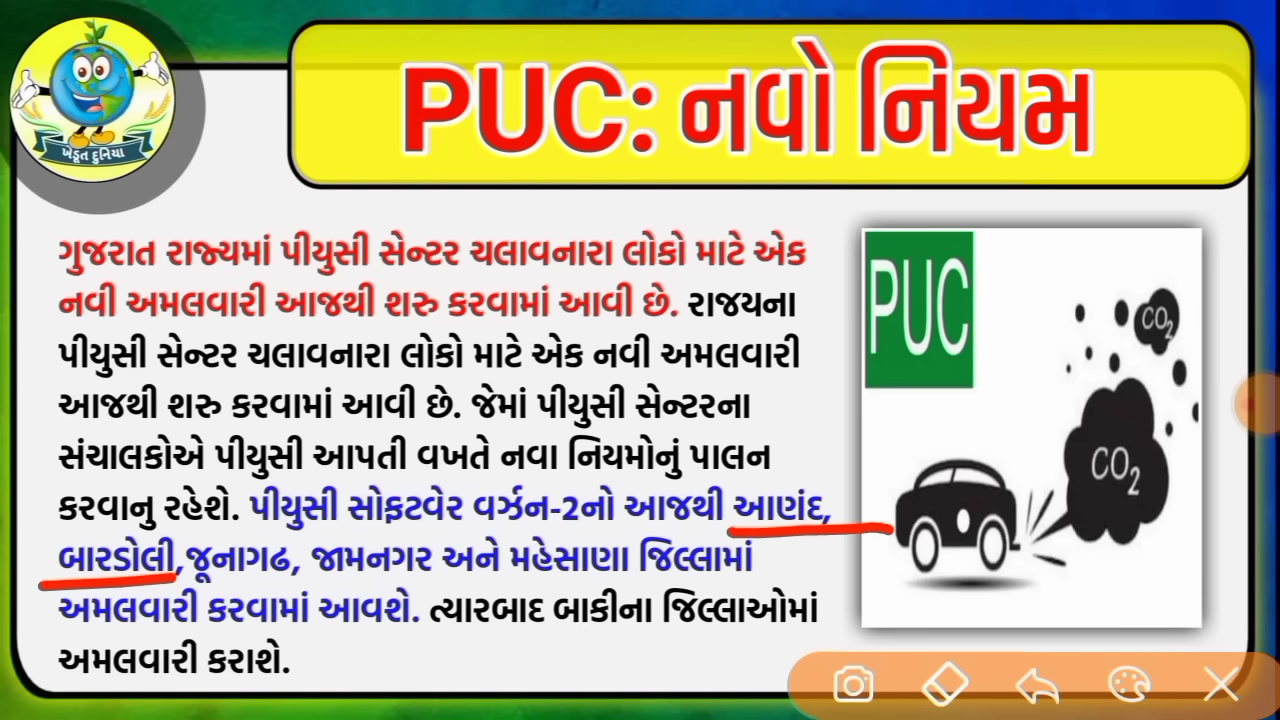 PUC: નવો નિયમ
ખેડૂત દુનિયા
ગુજરાત રાજ્યમાં પીયુસી સેન્ટર ચલાવનારા લોકો માટે એક
નવી અમલવારી આજથી શરુ કરવામાં આવી છે. રાજયના
પીયુસી સેન્ટર ચલાવનારા લોકો માટે એક નવી અમલવારી
આજથી શરુ કરવામાં આવી છે. જેમાં પીયુસી સેન્ટરના
સંચાલકોએ પીયુસી આપતી વખતે નવા નિયમોનું પાલન
કરવાનુ રહેશે. પીયુસી સોફટવેર વર્ઝન-2નો આજથી આણંદ,
બારડોલી,જૂનાગઢ, જામનગર અને મહેસાણા જિલ્લામાં
અમલવારી કરવામાં આવશે. ત્યારબાદ બાકીના જિલ્લાઓમાં
અમલવારી કરાશે.
PUC
CO2
CO2